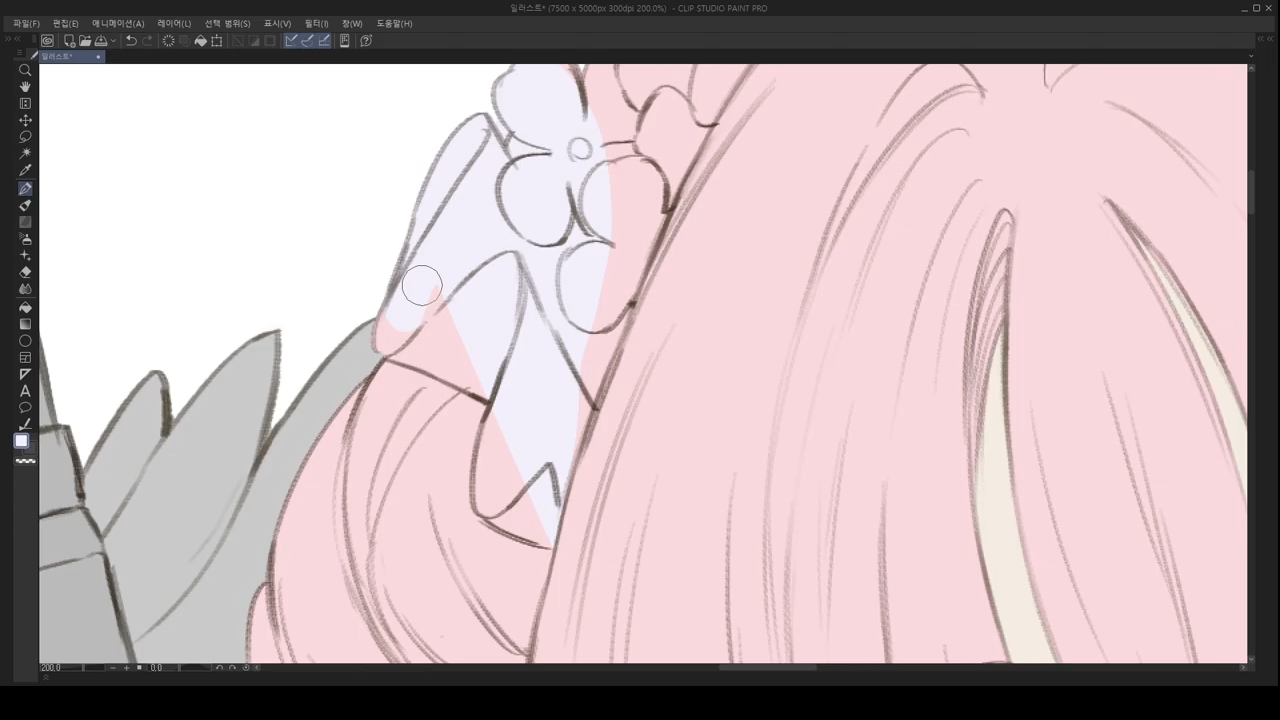 일러스트* (7500 x 5000px 300dpi 200.0%) - CLIP STUDIO PAINT PRO
파일(F) 편집(E) 애니메이션(A) 레이어(L) 선택 범위(S) 표시(V) 필터(I) 창(W) 도움말(H)
일러스트*
200.0 0.0